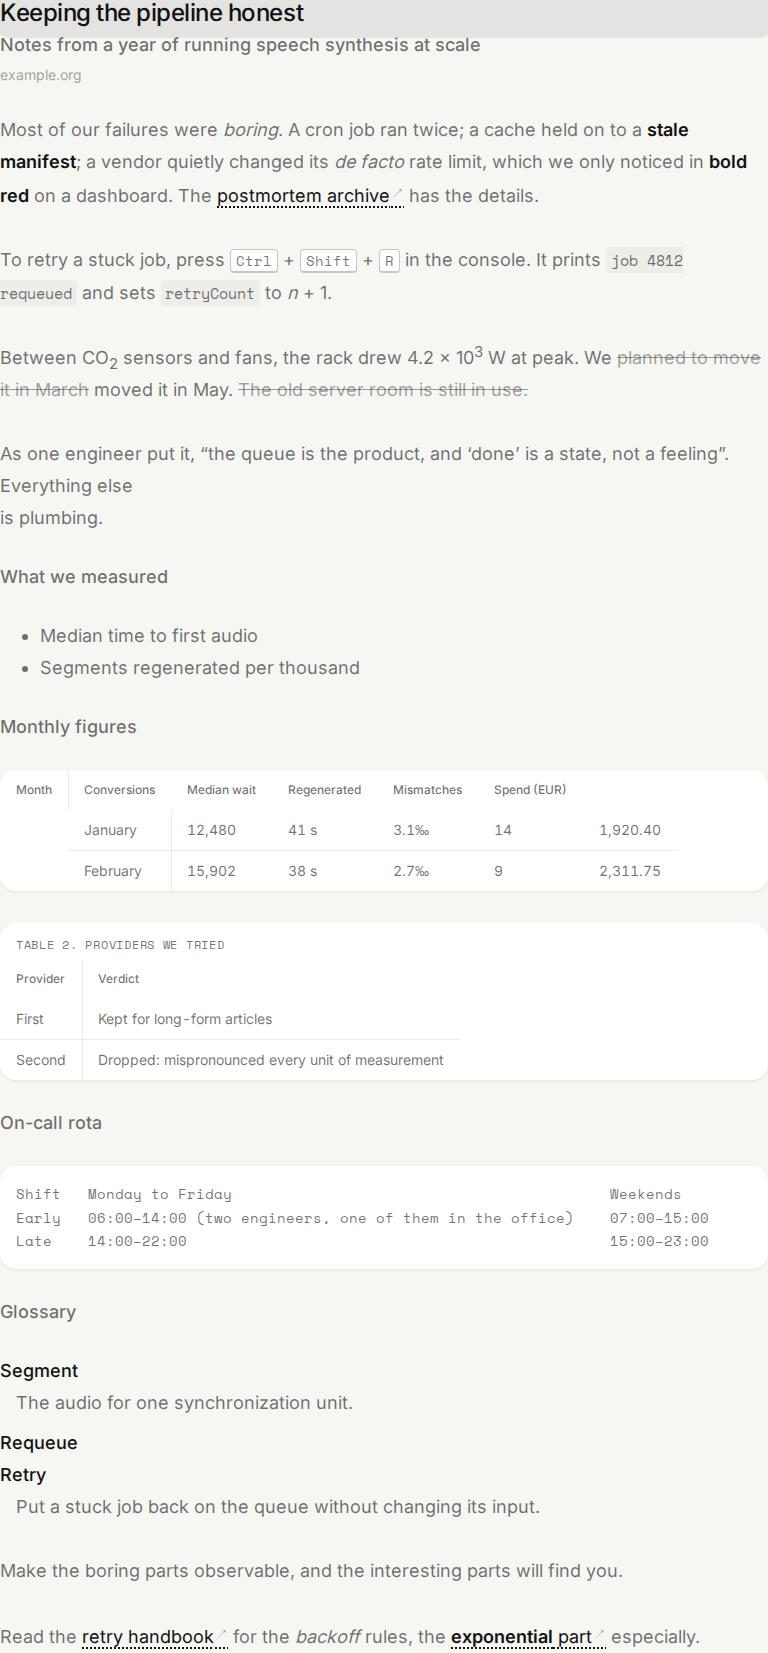 Keeping the pipeline honest
Notes from a year of running speech synthesis at scale
example.org
Most of our failures were boring. A cron job ran twice; a cache held on to a stale
manifest; a vendor quietly changed its de facto rate limit, which we only noticed in bold
red on a dashboard. The postmortem archive↗ has the details.
To retry a stuck job, press Ctrl + Shift + R in the console. It prints job 4812
requeued and sets retryCount to n + 1.
Between CO₂ sensors and fans, the rack drew 4.2 × 10³ W at peak. We planned to move
it in March moved it in May. The old server room is still in use.
As one engineer put it, “the queue is the product, and ‘done’ is a state, not a feeling”.
Everything else
is plumbing.
What we measured
• Median time to first audio
• Segments regenerated per thousand
Monthly figures
Month Conversions Median wait Regenerated Mismatches Spend (EUR)
January 12,480 41 s 3.1‰ 14 1,920.40
February 15,902 38 s 2.7‰ 9 2,311.75
TABLE 2. PROVIDERS WE TRIED
Provider Verdict
First Kept for long-form articles
Second Dropped: mispronounced every unit of measurement
On-call rota
Shift Monday to Friday Weekends
Early 06:00–14:00 (two engineers, one of them in the office) 07:00–15:00
Late 14:00–22:00 15:00–23:00
Glossary
Segment
The audio for one synchronization unit.
Requeue
Retry
Put a stuck job back on the queue without changing its input.
Make the boring parts observable, and the interesting parts will find you.
Read the retry handbook↗ for the backoff rules, the exponential part↗ especially.